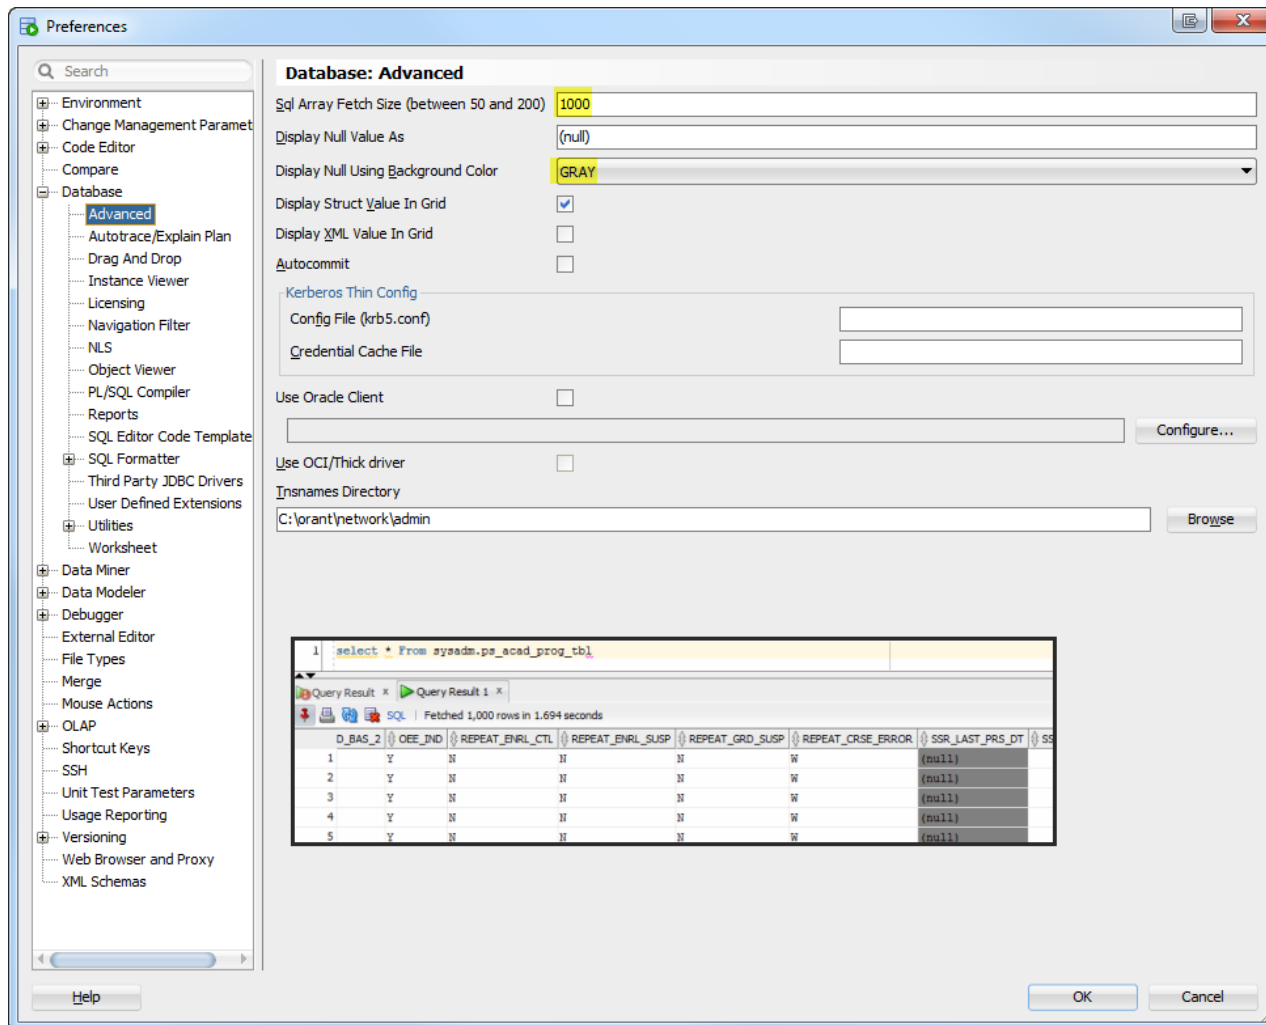 Preferences
Search
Environment
Change Management Paramet
Code Editor
Compare
Database
Advanced
Autotrace/Explain Plan
Drag And Drop
Instance Viewer
Licensing
Navigation Filter
NLS
Object Viewer
PL/SQL Compiler
Reports
SQL Editor Code Template
SQL Formatter
Third Party JDBC Drivers
User Defined Extensions
Utilities
Worksheet
Data Miner
Data Modeler
Debugger
External Editor
File Types
Merge
Mouse Actions
OLAP
Shortcut Keys
SSH
Unit Test Parameters
Usage Reporting
Versioning
Web Browser and Proxy
XML Schemas
Database: Advanced
Sql Array Fetch Size (between 50 and 200) 1000
Display Null Value As (null)
Display Null Using Background Color GRAY
Display Struct Value In Grid
Display XML Value In Grid
Autocommit
Kerberos Thin Config
Config File (krb5.conf)
Credential Cache File
Use Oracle Client
Configure...
Use OCI/Thick driver
Tnsnames Directory
C:\orant\network\admin Browse
1 select * From sysadm.ps_acad_prog_tbl
Query Result x Query Result 1 x
SQL | Fetched 1,000 rows in 1.694 seconds
D_BAS_2 OEE_IND REPEAT_ENRL_CTL REPEAT_ENRL_SUSP REPEAT_GRD_SUSP REPEAT_CRSE_ERROR SSR_LAST_PRS_DT SS
1 Y N N N W (null)
2 Y N N N W (null)
3 Y N N N W (null)
4 Y N N N W (null)
5 Y N N N W (null)
Help OK Cancel